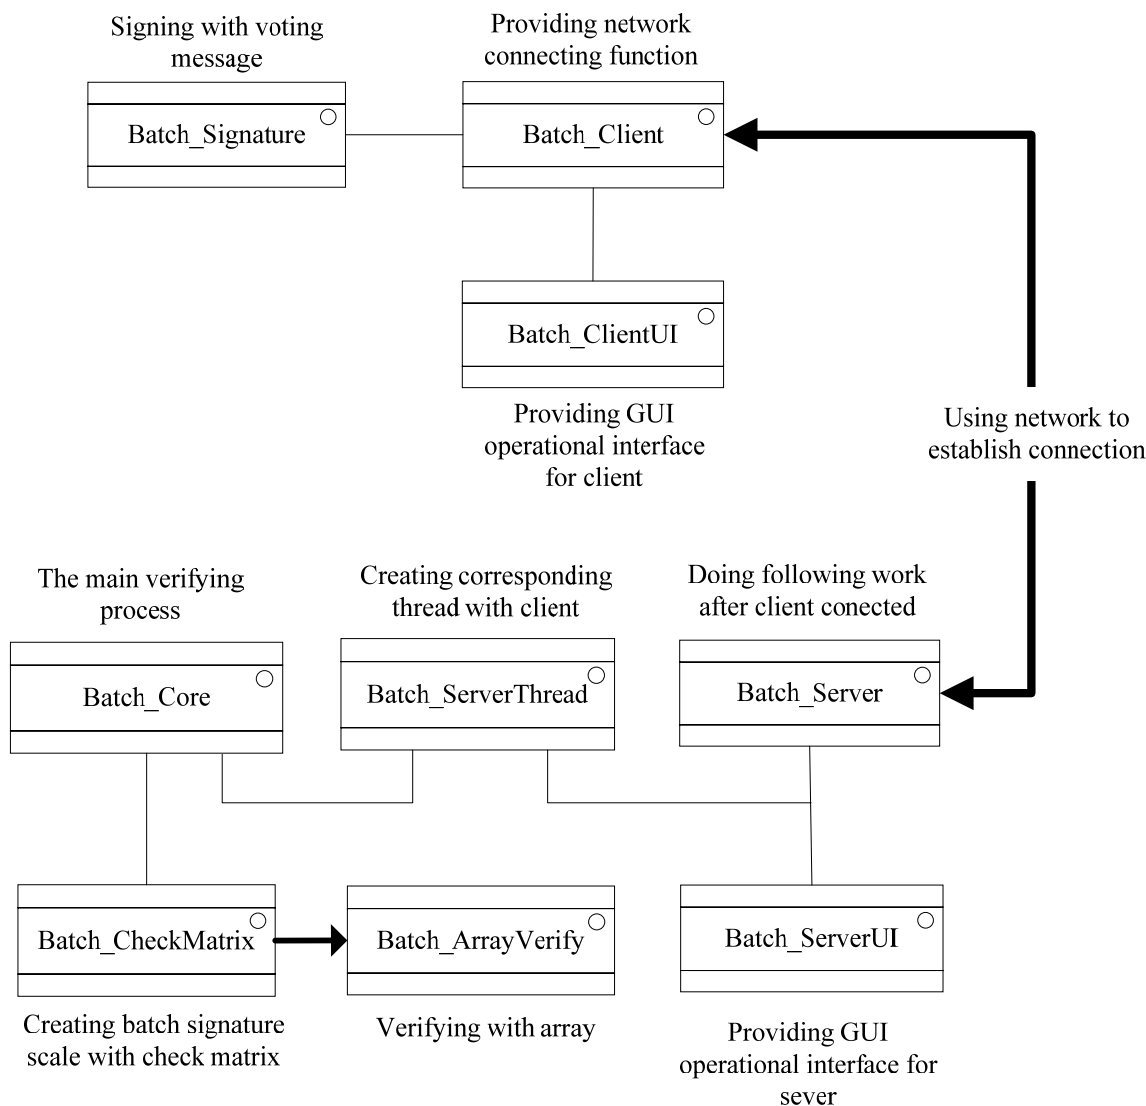 Signing with voting
message
Providing network
connecting function
Batch_Signature
Batch_Client
Batch_ClientUI
Providing GUI
operational interface
for client
Using network to
establish connection
The main verifying
process
Creating corresponding
thread with client
Doing following work
after client conected
Batch_Core
Batch_ServerThread
Batch_Server
Batch_CheckMatrix
Batch_ArrayVerify
Batch_ServerUI
Creating batch signature
scale with check matrix
Verifying with array
Providing GUI
operational interface for
sever